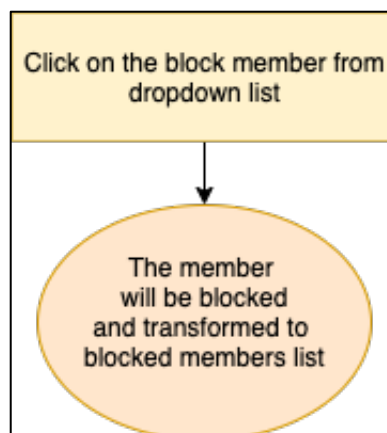 Click on the block member from
dropdown list
The member
will be blocked
and transformed to
blocked members list